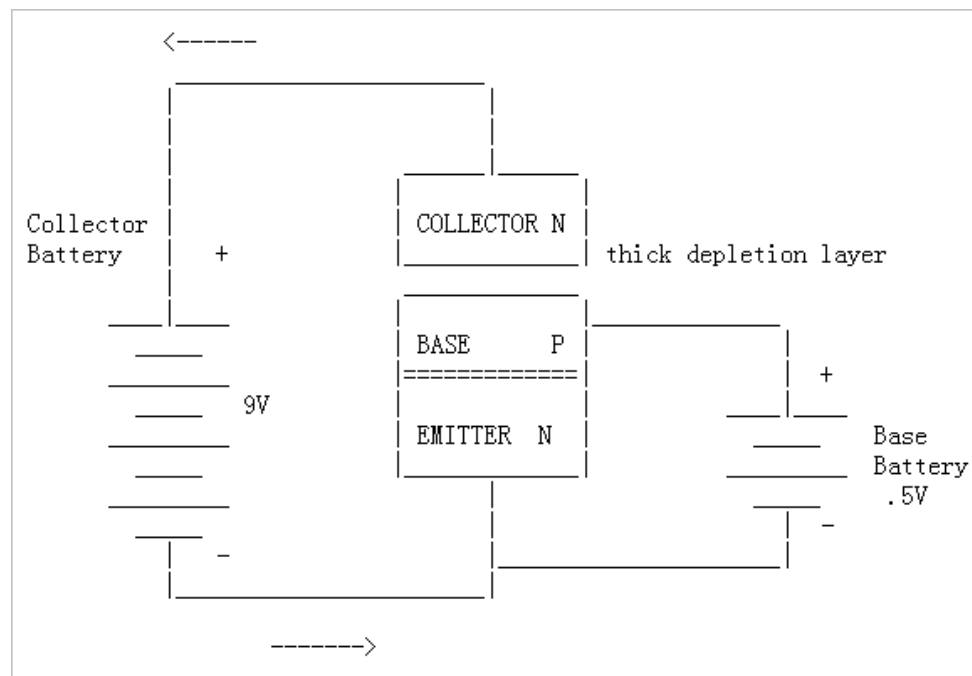 <------
COLLECTOR N
Collector
Battery +
thick depletion layer
BASE P
=============
+
9V
EMITTER N
Base
Battery
.5V
-
-
------->